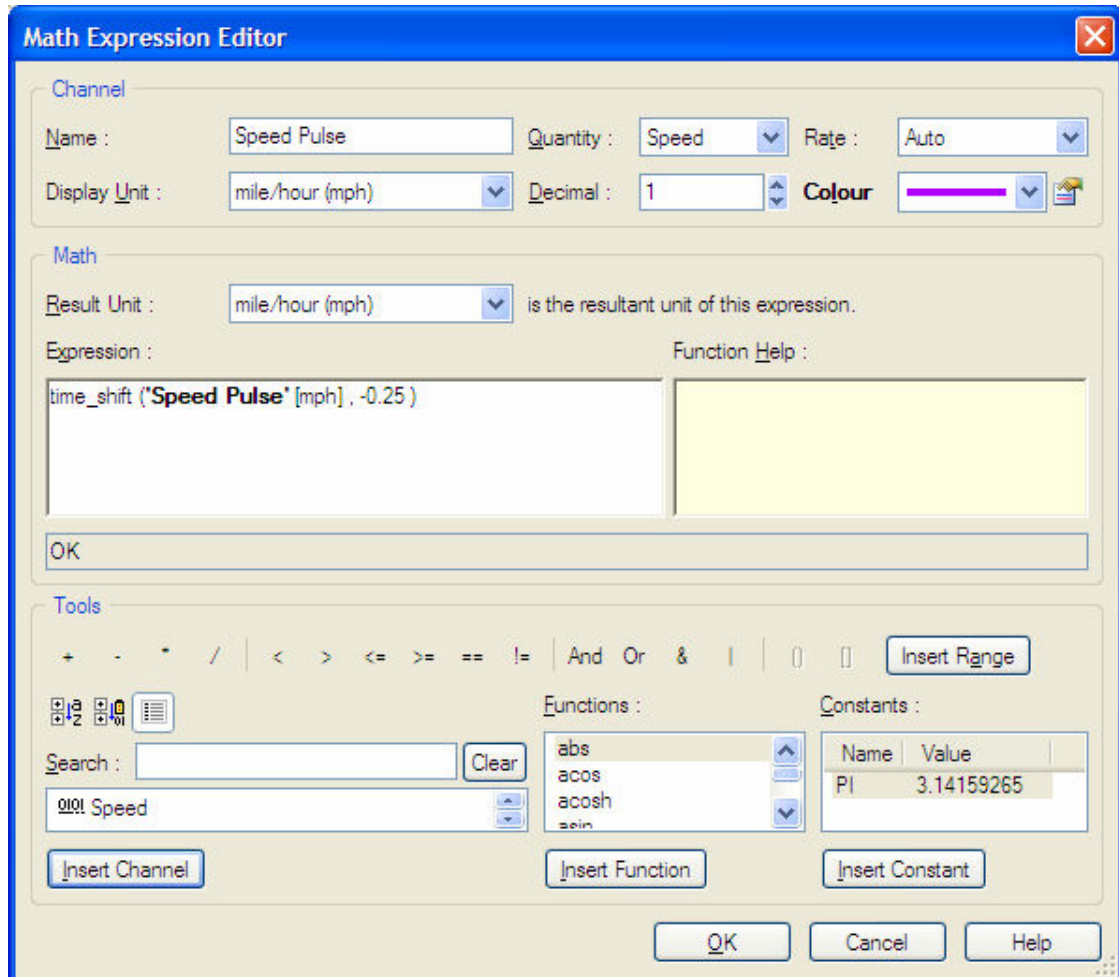 Math Expression Editor
Channel
Name : Speed Pulse Quantity : Speed Rate : Auto
Display Unit : mile/hour (mph) Decimal : 1 Colour
Math
Result Unit : mile/hour (mph) is the resultant unit of this expression.
Expression : Function Help :
time_shift ('Speed Pulse' [mph] , -0.25 )
OK
Tools
+ - * / < > <= >= == != And Or & | () [] Insert Range
Functions : Constants :
Search : Clear abs Name Value
acos PI 3.14159265
Speed acosh
asin
Insert Channel Insert Function Insert Constant
OK Cancel Help